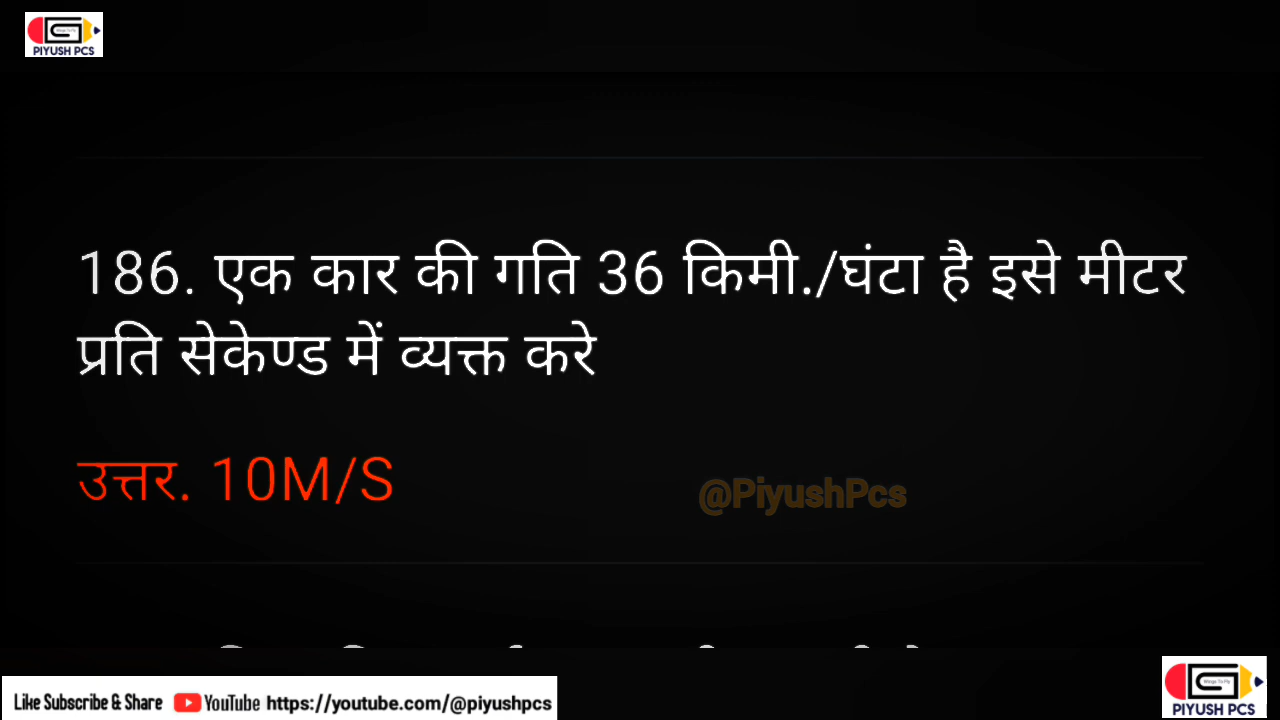 PIYUSH PCS
186. एक कार की गति 36 किमी./घंटा है इसे मीटर
प्रति सेकेण्ड में व्यक्त करे
उत्तर. 10M/S
@PiyushPcs
Like Subscribe & Share YouTube https://youtube.com/@piyushpcs
PIYUSH PCS